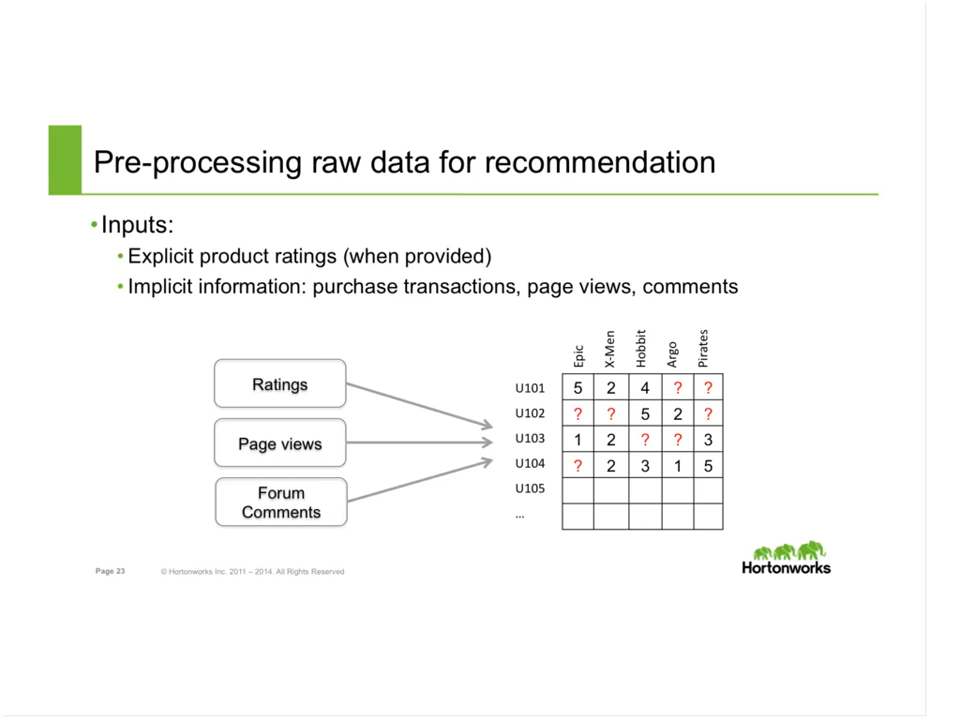 Pre-processing raw data for recommendation
• Inputs:
• Explicit product ratings (when provided)
• Implicit information: purchase transactions, page views, comments
Ratings
Page views
Forum
Comments
Epic X-Men Hobbit Argo Pirates
U101 5 2 4 ? ?
U102 ? ? 5 2 ?
U103 1 2 ? ? 3
U104 ? 2 3 1 5
U105
...
Hortonworks
Page 23 © Hortonworks Inc. 2011 – 2014. All Rights Reserved